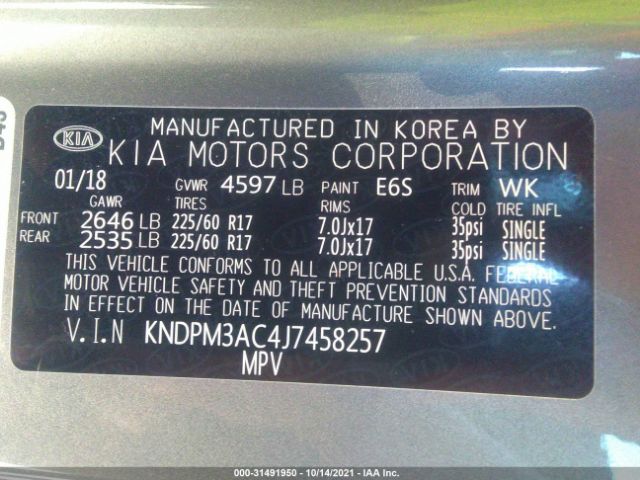 KIA
MANUFACTURED IN KOREA BY
KIA MOTORS CORPORATION
01/18 GVWR 4597 LB PAINT E6S TRIM WK
GAWR TIRES RIMS COLD TIRE INFL
FRONT 2646 LB 225/60 R17 7.0Jx17 35psi SINGLE
REAR 2535 LB 225/60 R17 7.0Jx17 35psi SINGLE
THIS VEHICLE CONFORMS TO ALL APPLICABLE U.S.A. FEDERAL
MOTOR VEHICLE SAFETY AND THEFT PREVENTION STANDARDS
IN EFFECT ON THE DATE OF MANUFACTURE SHOWN ABOVE.
V.I.N KNDPM3AC4J7458257
MPV
000-31491950 - 10/14/2021 - IAA Inc.